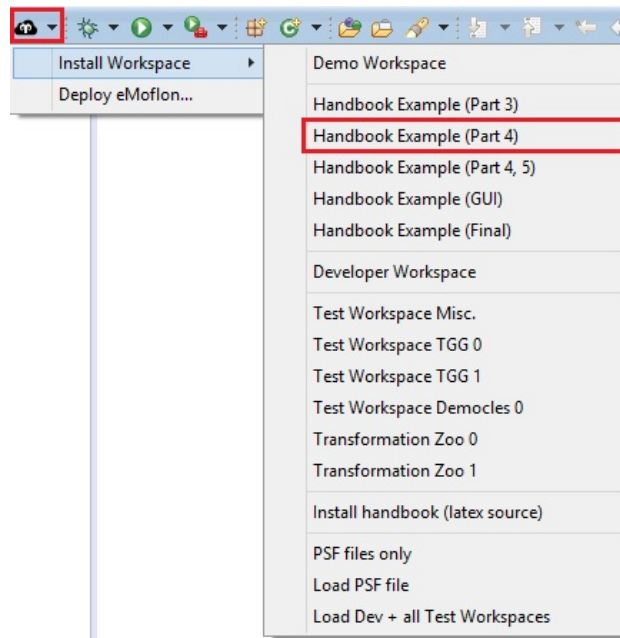 Install Workspace
Deploy eMoflon...
Demo Workspace
Handbook Example (Part 3)
Handbook Example (Part 4)
Handbook Example (Part 4, 5)
Handbook Example (GUI)
Handbook Example (Final)
Developer Workspace
Test Workspace Misc.
Test Workspace TGG 0
Test Workspace TGG 1
Test Workspace Democles 0
Transformation Zoo 0
Transformation Zoo 1
Install handbook (latex source)
PSF files only
Load PSF file
Load Dev + all Test Workspaces